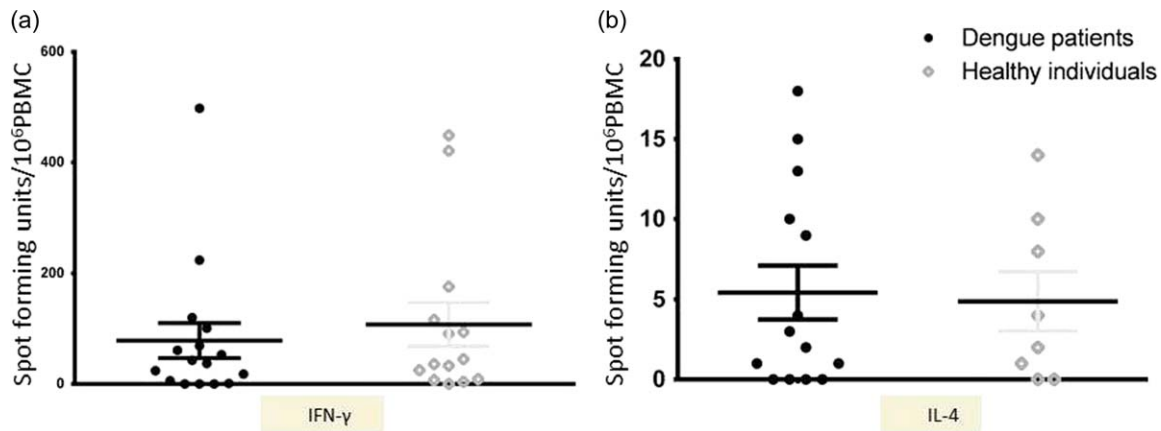 (a)
Spot forming units/10⁶PBMC
600
400
200
0
IFN-γ
(b)
Spot forming units/10⁶PBMC
20
15
10
5
0
IL-4
Dengue patients
Healthy individuals